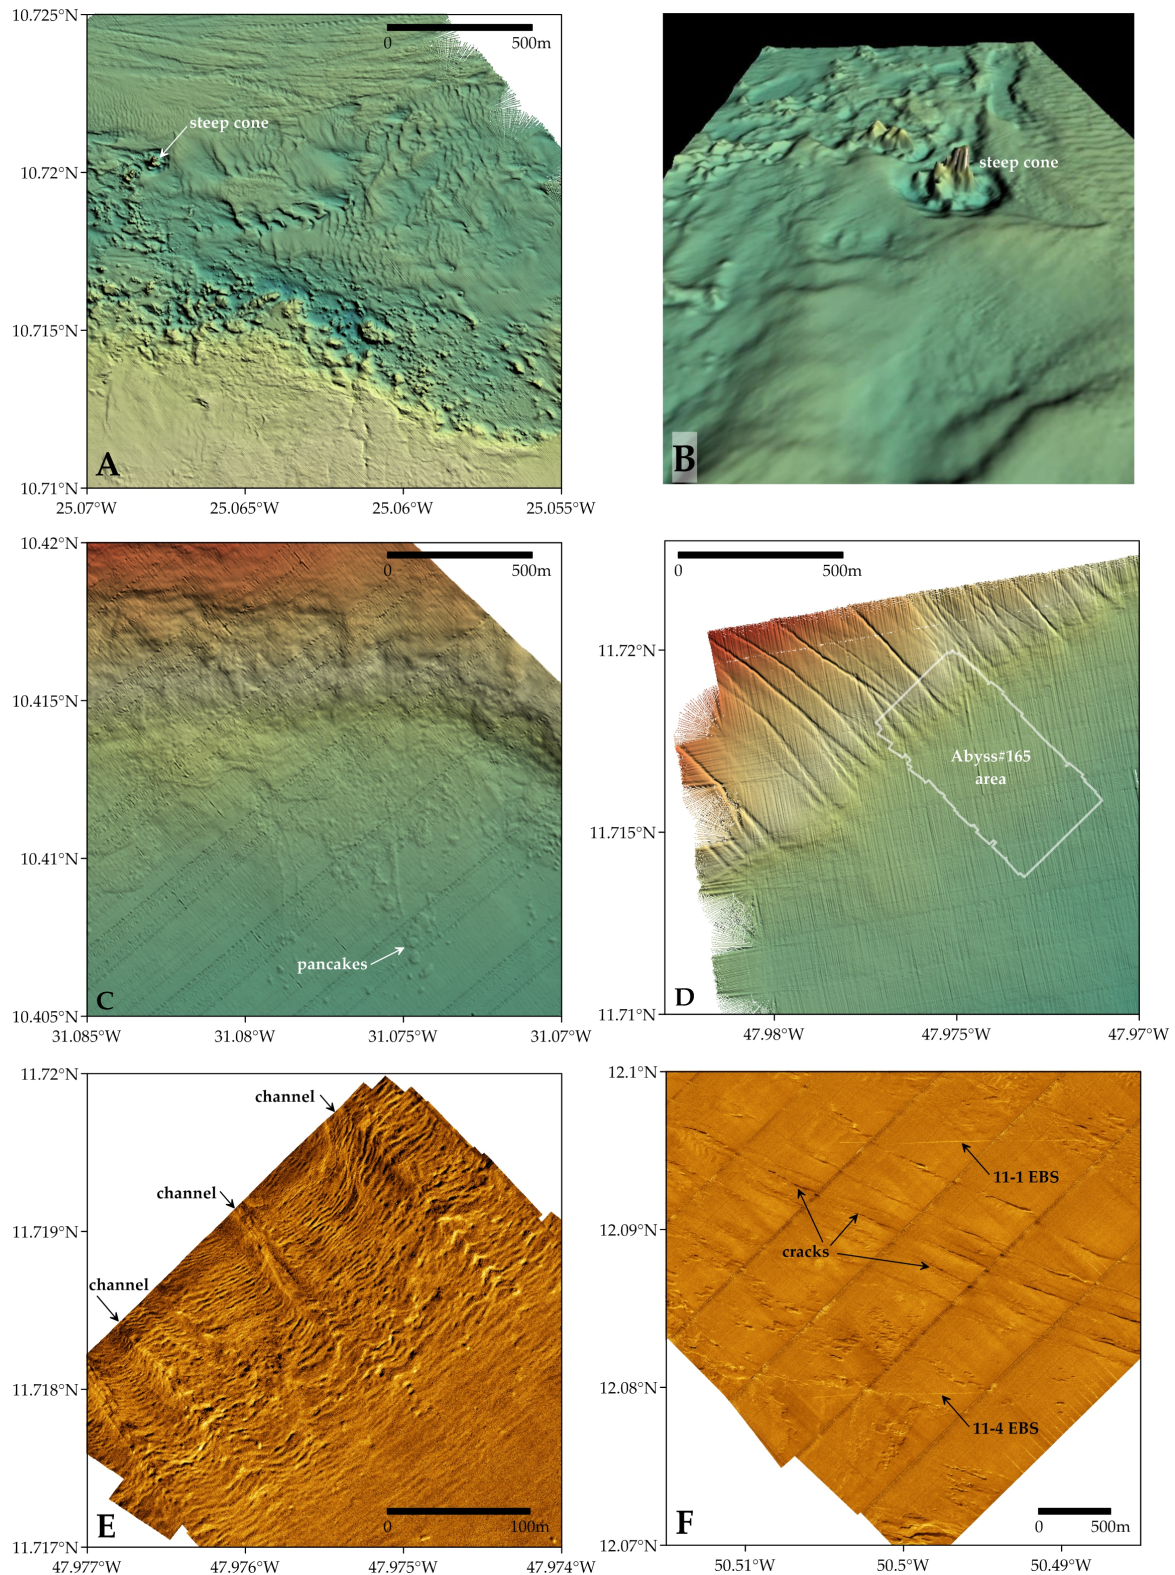 10.725°N
0
500m
steep cone
10.72°N
10.715°N
A
10.71°N
25.07°W
25.065°W
25.06°W
25.055°W
steep cone
B
10.42°N
0
500m
10.415°N
10.41°N
pancakes
C
10.405°N
31.085°W
31.08°W
31.075°W
31.07°W
0
500m
11.72°N
Abyss#165
area
11.715°N
D
11.71°N
47.98°W
47.975°W
47.97°W
11.72°N
channel
channel
11.719°N
channel
11.718°N
E
0
100m
11.717°N
47.977°W
47.976°W
47.975°W
47.974°W
12.1°N
11-1 EBS
12.09°N
cracks
12.08°N
11-4 EBS
F
0
500m
12.07°N
50.51°W
50.5°W
50.49°W